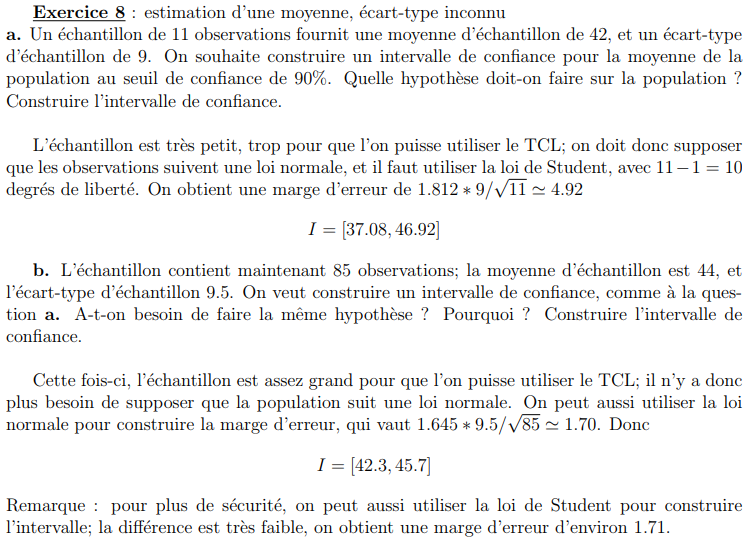 Exercice 8 : estimation d'une moyenne, écart-type inconnu
a. Un échantillon de 11 observations fournit une moyenne d'échantillon de 42, et un écart-type
d'échantillon de 9. On souhaite construire un intervalle de confiance pour la moyenne de la
population au seuil de confiance de 90%. Quelle hypothèse doit-on faire sur la population ?
Construire l'intervalle de confiance.
L'échantillon est très petit, trop pour que l'on puisse utiliser le TCL; on doit donc supposer
que les observations suivent une loi normale, et il faut utiliser la loi de Student, avec 11 − 1 = 10
degrés de liberté. On obtient une marge d'erreur de 1.812 ∗ 9/√11 ≃ 4.92
I = [37.08, 46.92]
b. L'échantillon contient maintenant 85 observations; la moyenne d'échantillon est 44, et
l'écart-type d'échantillon 9.5. On veut construire un intervalle de confiance, comme à la ques-
tion a. A-t-on besoin de faire la même hypothèse ? Pourquoi ? Construire l'intervalle de
confiance.
Cette fois-ci, l'échantillon est assez grand pour que l'on puisse utiliser le TCL; il n'y a donc
plus besoin de supposer que la population suit une loi normale. On peut aussi utiliser la loi
normale pour construire la marge d'erreur, qui vaut 1.645 ∗ 9.5/√85 ≃ 1.70. Donc
I = [42.3, 45.7]
Remarque : pour plus de sécurité, on peut aussi utiliser la loi de Student pour construire
l'intervalle; la différence est très faible, on obtient une marge d'erreur d'environ 1.71.